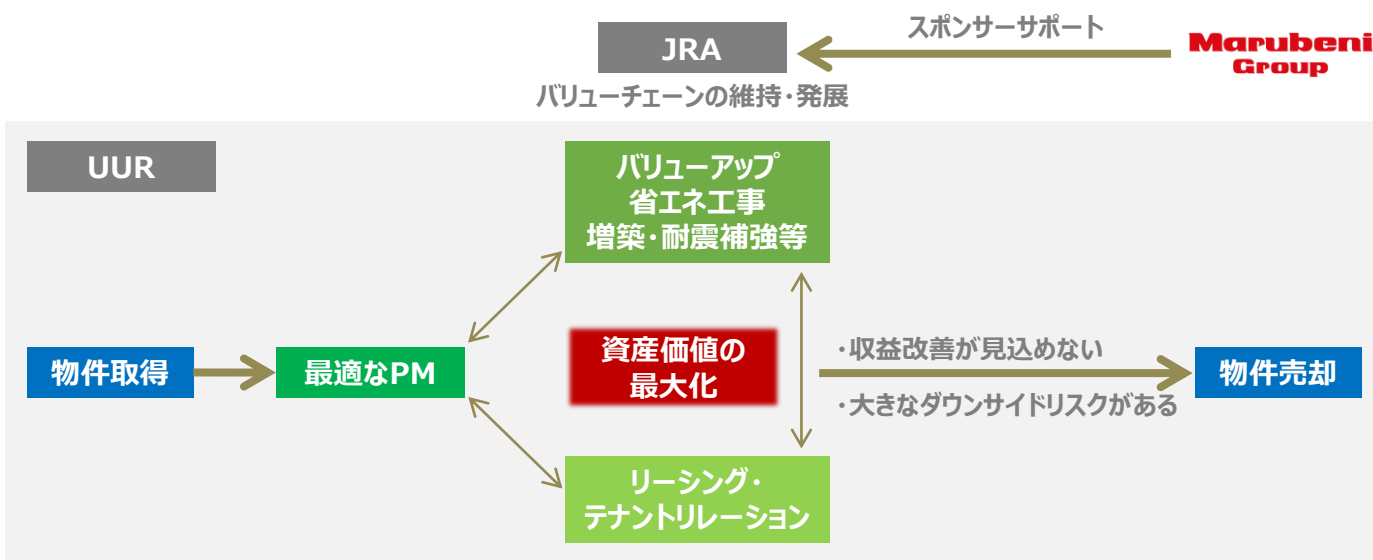 スポンサーサポート
JRA
Marubeni
Group
バリューチェーンの維持・発展
UUR
バリューアップ
省エネ工事
増築・耐震補強等
物件取得
最適なPM
資産価値の
最大化
・収益改善が見込めない
・大きなダウンサイドリスクがある
物件売却
リーシング・
テナントリレーション